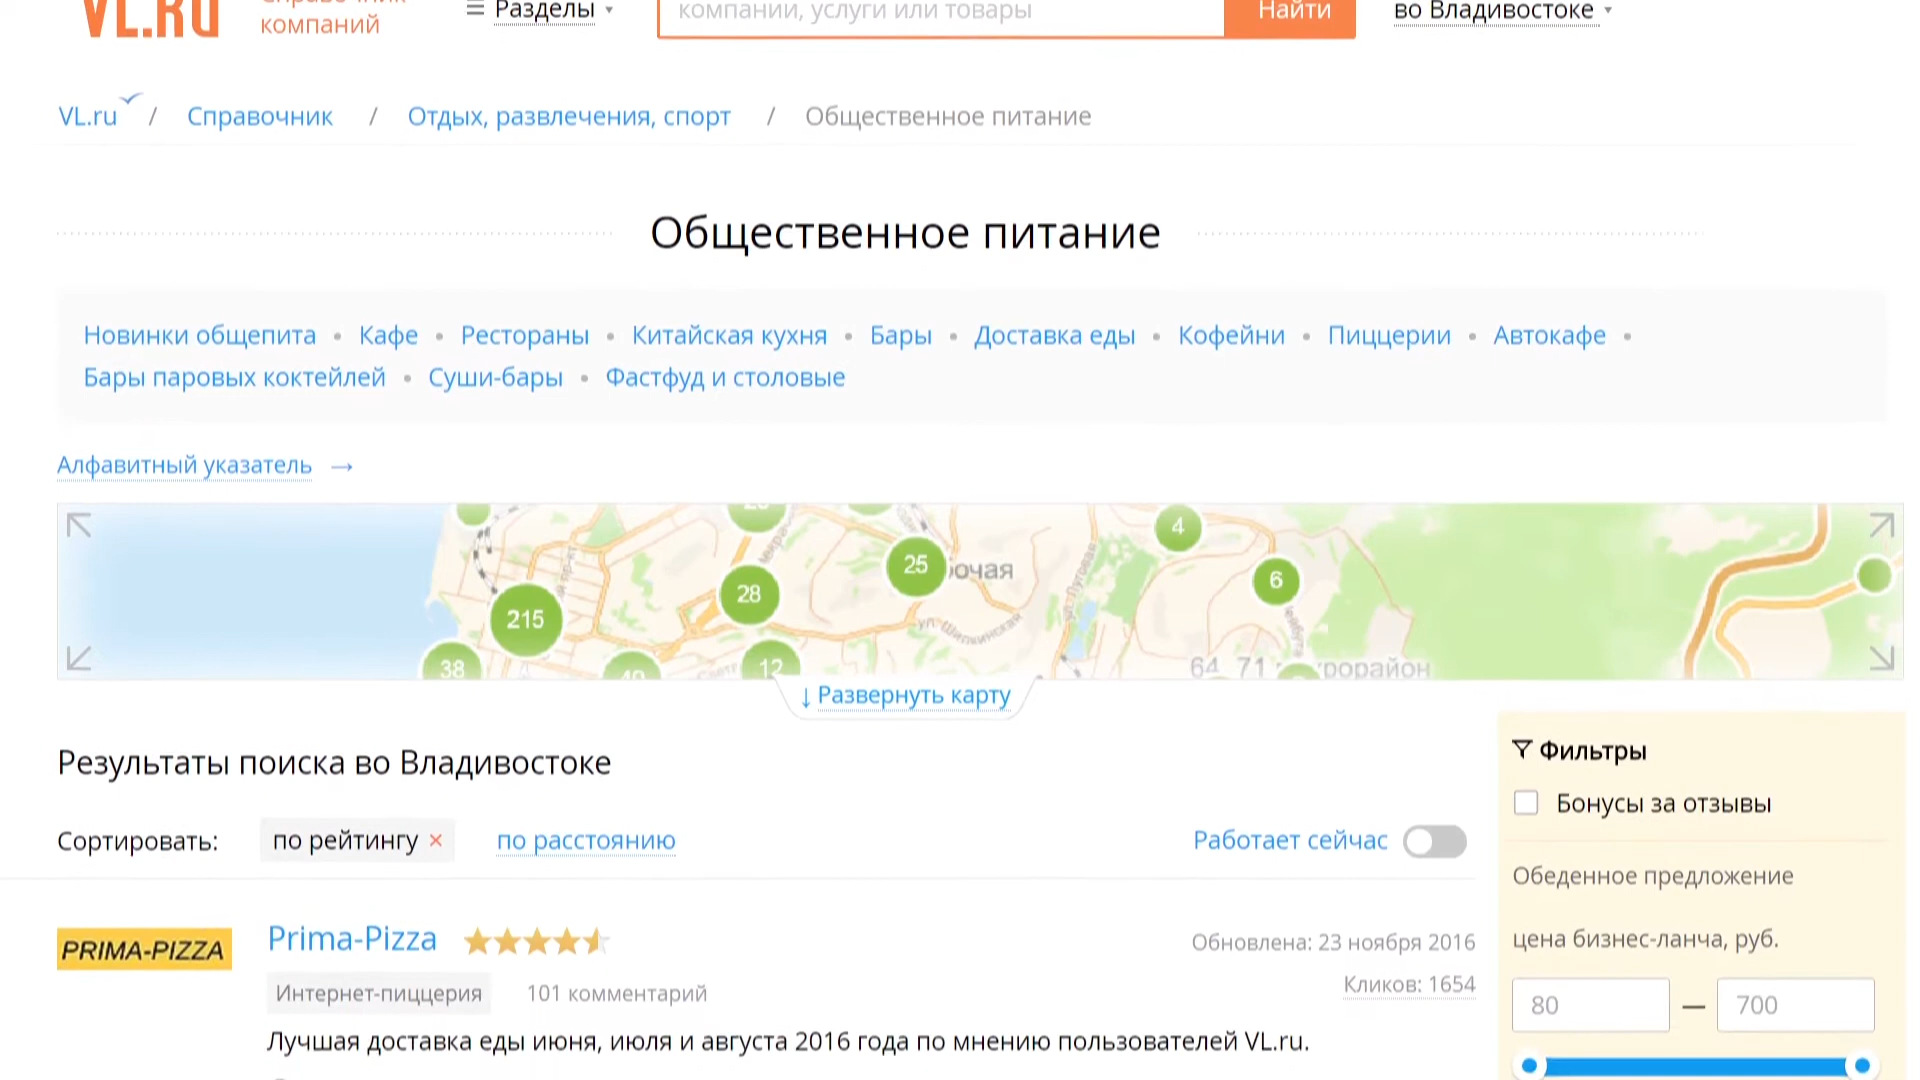 VL.RU
компаний
Разделы
компании, услуги или товары
Найти
во Владивостоке
VL.ru / Справочник / Отдых, развлечения, спорт / Общественное питание
Общественное питание
Новинки общепита • Кафе • Рестораны • Китайская кухня • Бары • Доставка еды • Кофейни • Пиццерии • Автокафе •
Бары паровых коктейлей • Суши-бары • Фастфуд и столовые
Алфавитный указатель →
4
25
6
28
215
ул. Шилкинская
38
12
64 71
↓ Развернуть карту
Результаты поиска во Владивостоке
Фильтры
Бонусы за отзывы
Сортировать: по рейтингу × по расстоянию
Работает сейчас
Обеденное предложение
Prima-Pizza
PRIMA-PIZZA
Обновлена: 23 ноября 2016
цена бизнес-ланча, руб.
Интернет-пиццерия 101 комментарий
Кликов: 1654
80 — 700
Лучшая доставка еды июня, июля и августа 2016 года по мнению пользователей VL.ru.